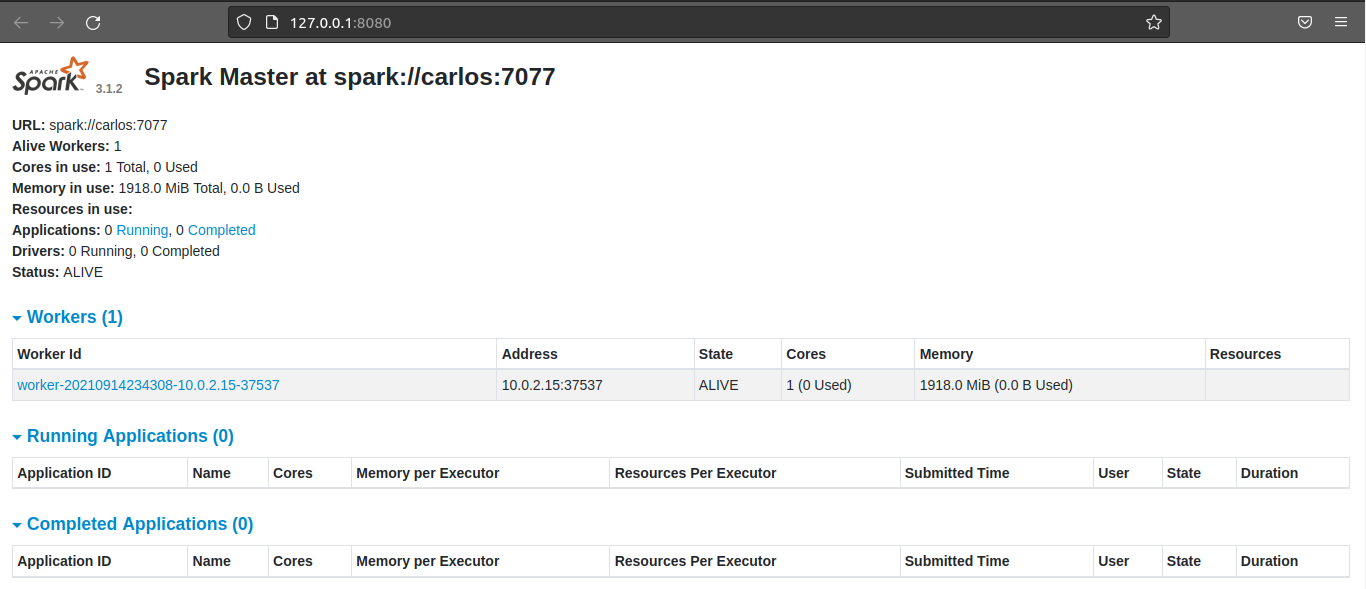 127.0.0.1:8080
APACHE
Spark 3.1.2 Spark Master at spark://carlos:7077
URL: spark://carlos:7077
Alive Workers: 1
Cores in use: 1 Total, 0 Used
Memory in use: 1918.0 MiB Total, 0.0 B Used
Resources in use:
Applications: 0 Running, 0 Completed
Drivers: 0 Running, 0 Completed
Status: ALIVE
Workers (1)
Worker Id Address State Cores Memory Resources
worker-20210914234308-10.0.2.15-37537 10.0.2.15:37537 ALIVE 1 (0 Used) 1918.0 MiB (0.0 B Used)
Running Applications (0)
Application ID Name Cores Memory per Executor Resources Per Executor Submitted Time User State Duration
Completed Applications (0)
Application ID Name Cores Memory per Executor Resources Per Executor Submitted Time User State Duration